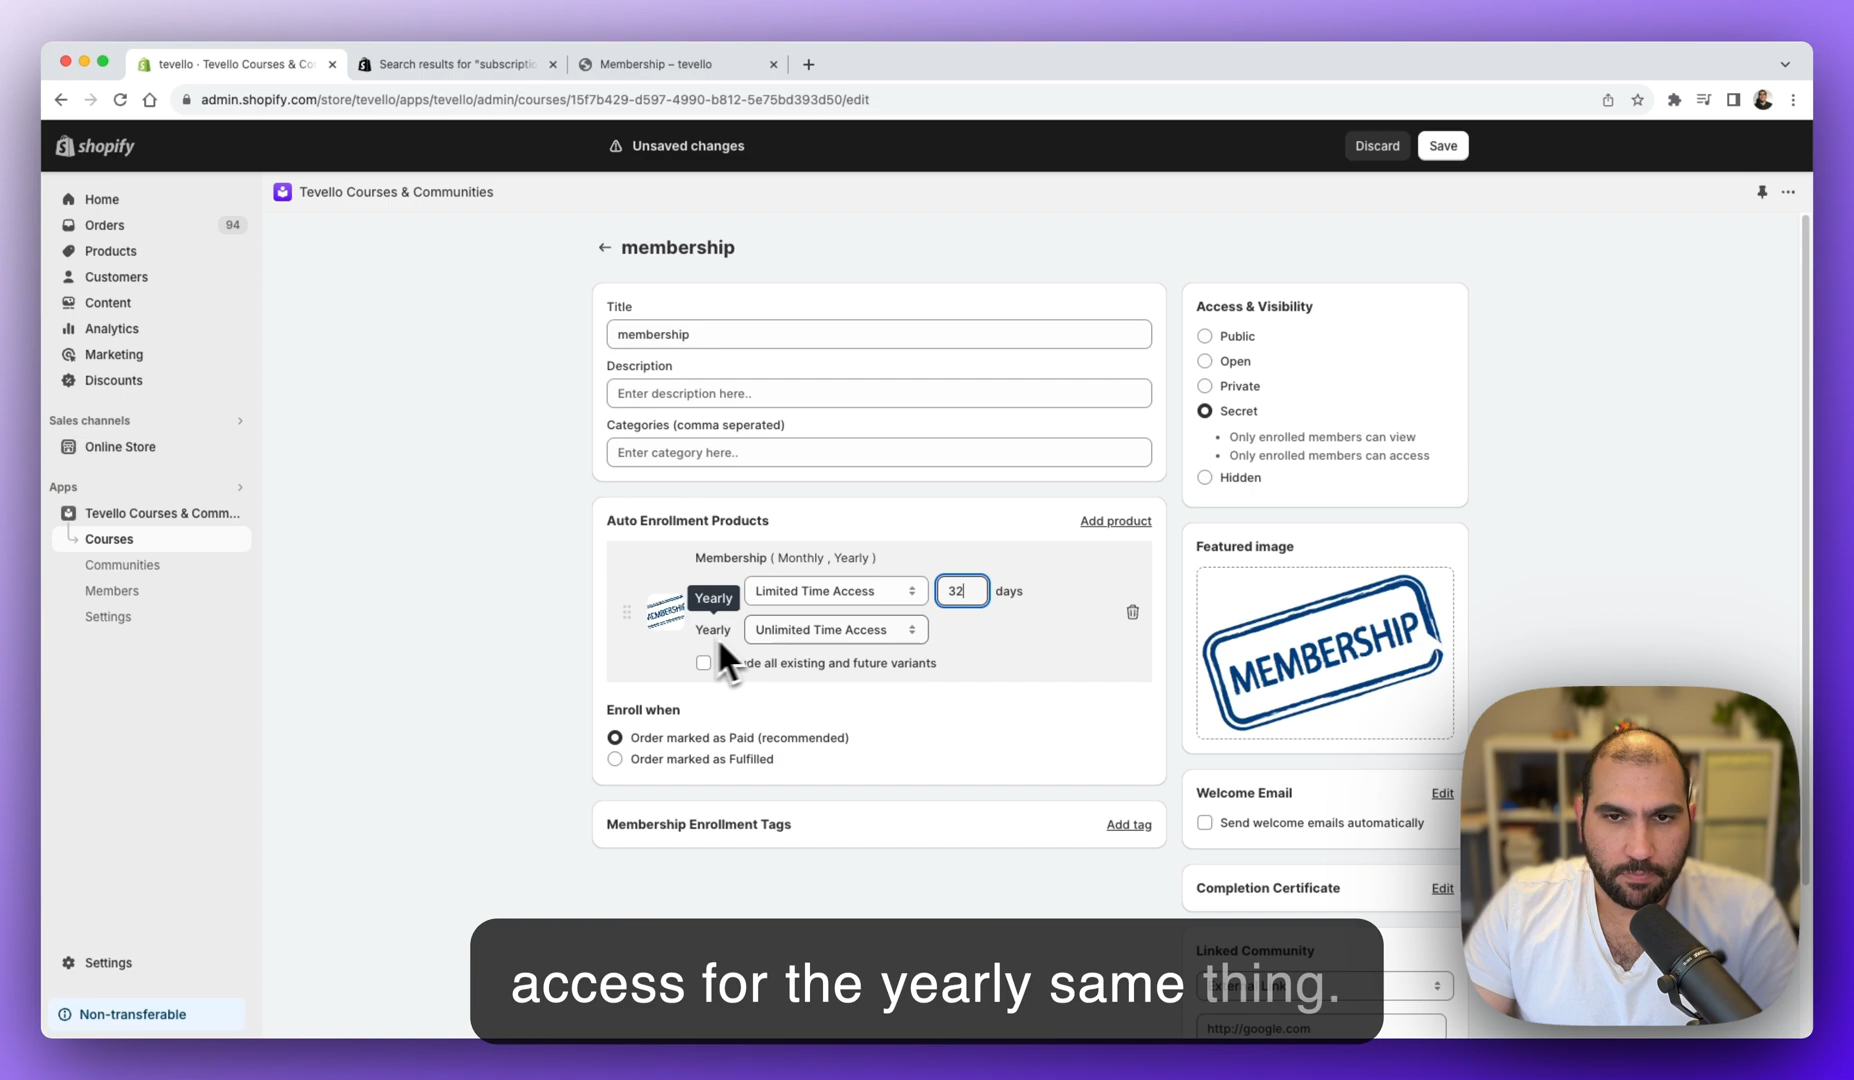 tevello · Tevello Courses & Co
Search results for "subscripti
Membership – tevello
admin.shopify.com/store/tevello/apps/tevello/admin/courses/15f7b429-d597-4990-b812-5e75bd393d50/edit
shopify
Unsaved changes
Discard
Save
Home
Orders
94
Products
Customers
Content
Analytics
Marketing
Discounts
Sales channels
Online Store
Apps
Tevello Courses & Comm...
Courses
Communities
Members
Settings
Settings
Non-transferable
Tevello Courses & Communities
membership
Title
membership
Description
Enter description here..
Categories (comma seperated)
Enter category here..
Auto Enrollment Products
Add product
Membership ( Monthly , Yearly )
MEMBERSHIP
Yearly
Limited Time Access
32
days
Yearly
Unlimited Time Access
de all existing and future variants
Enroll when
Order marked as Paid (recommended)
Order marked as Fulfilled
Membership Enrollment Tags
Add tag
Access & Visibility
Public
Open
Private
Secret
• Only enrolled members can view
• Only enrolled members can access
Hidden
Featured image
MEMBERSHIP
Welcome Email
Edit
Send welcome emails automatically
Completion Certificate
Edit
Linked Community
External Link
http://google.com
access for the yearly same thing.